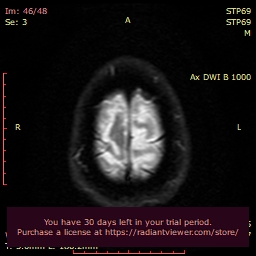 Im: 46/48
Se: 3
STP69
STP69
M
A
Ax DWI B 1000
R
L
You have 30 days left in your trial period.
Purchase a license at https://radiantviewer.com/store/